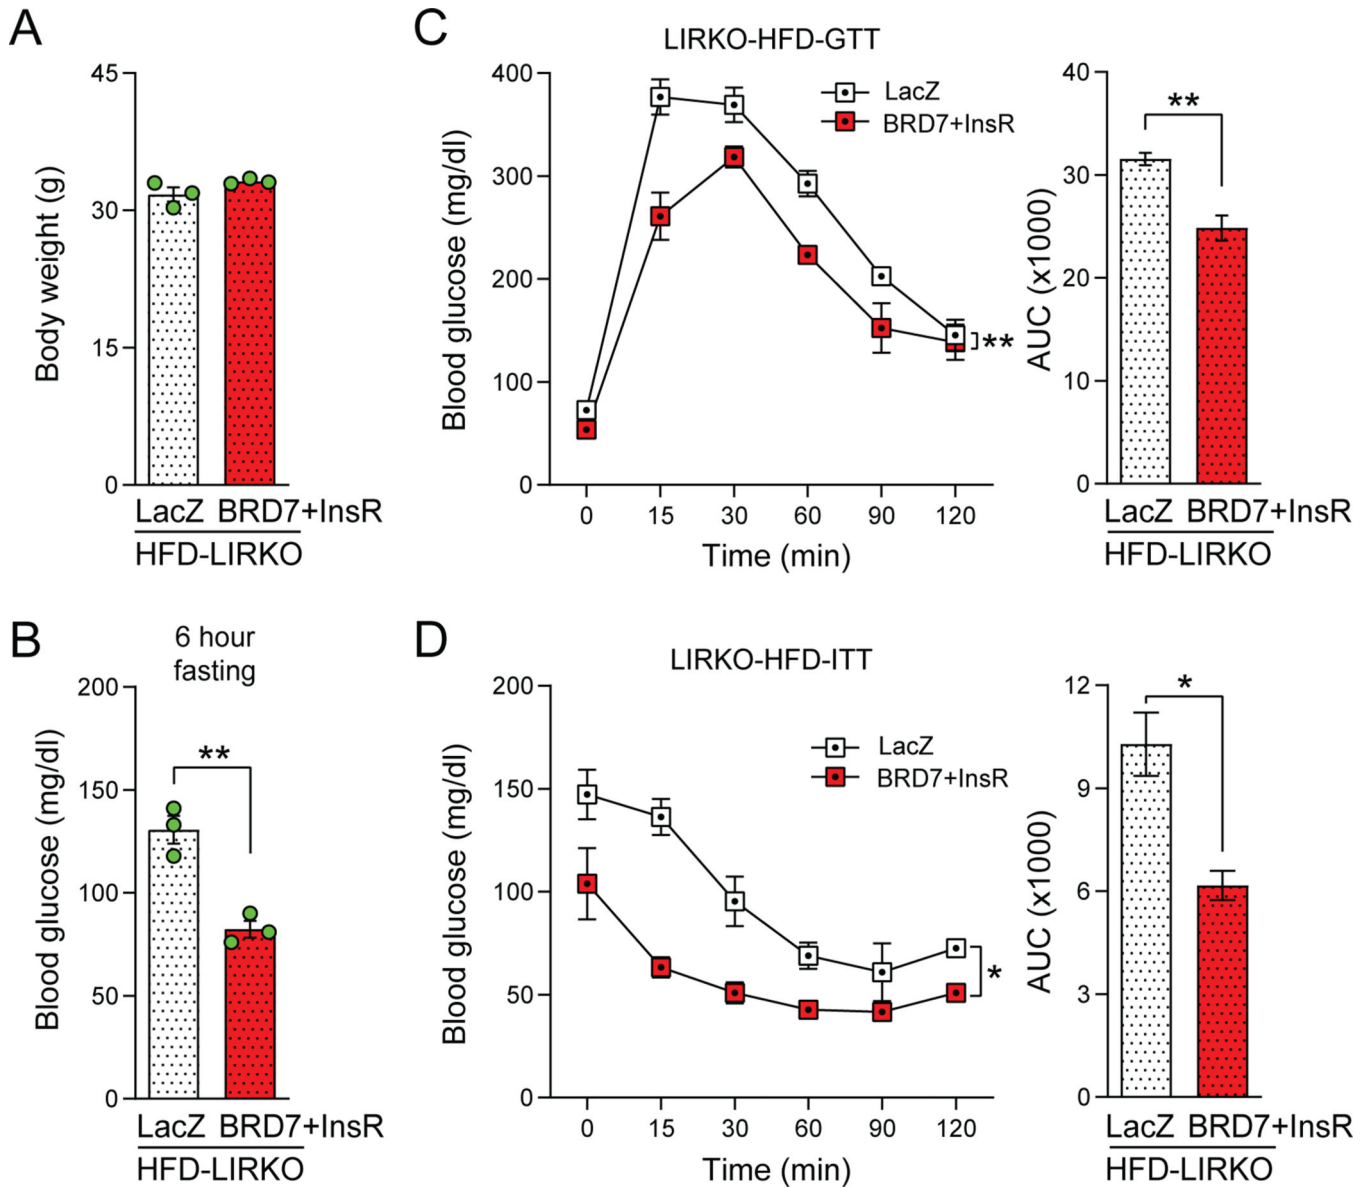 A
45
30
15
0
Body weight (g)
LacZ BRD7+InsR
HFD-LIRKO
B
6 hour
fasting
200
150
100
50
0
Blood glucose (mg/dl)
**
LacZ BRD7+InsR
HFD-LIRKO
C
LIRKO-HFD-GTT
400
300
200
100
0
Blood glucose (mg/dl)
LacZ
BRD7+InsR
**
0 15 30 60 90 120
Time (min)
40
30
20
10
0
AUC (x1000)
**
LacZ BRD7+InsR
HFD-LIRKO
D
LIRKO-HFD-ITT
200
150
100
50
0
Blood glucose (mg/dl)
LacZ
BRD7+InsR
*
0 15 30 60 90 120
Time (min)
12
9
6
3
0
AUC (x1000)
*
LacZ BRD7+InsR
HFD-LIRKO